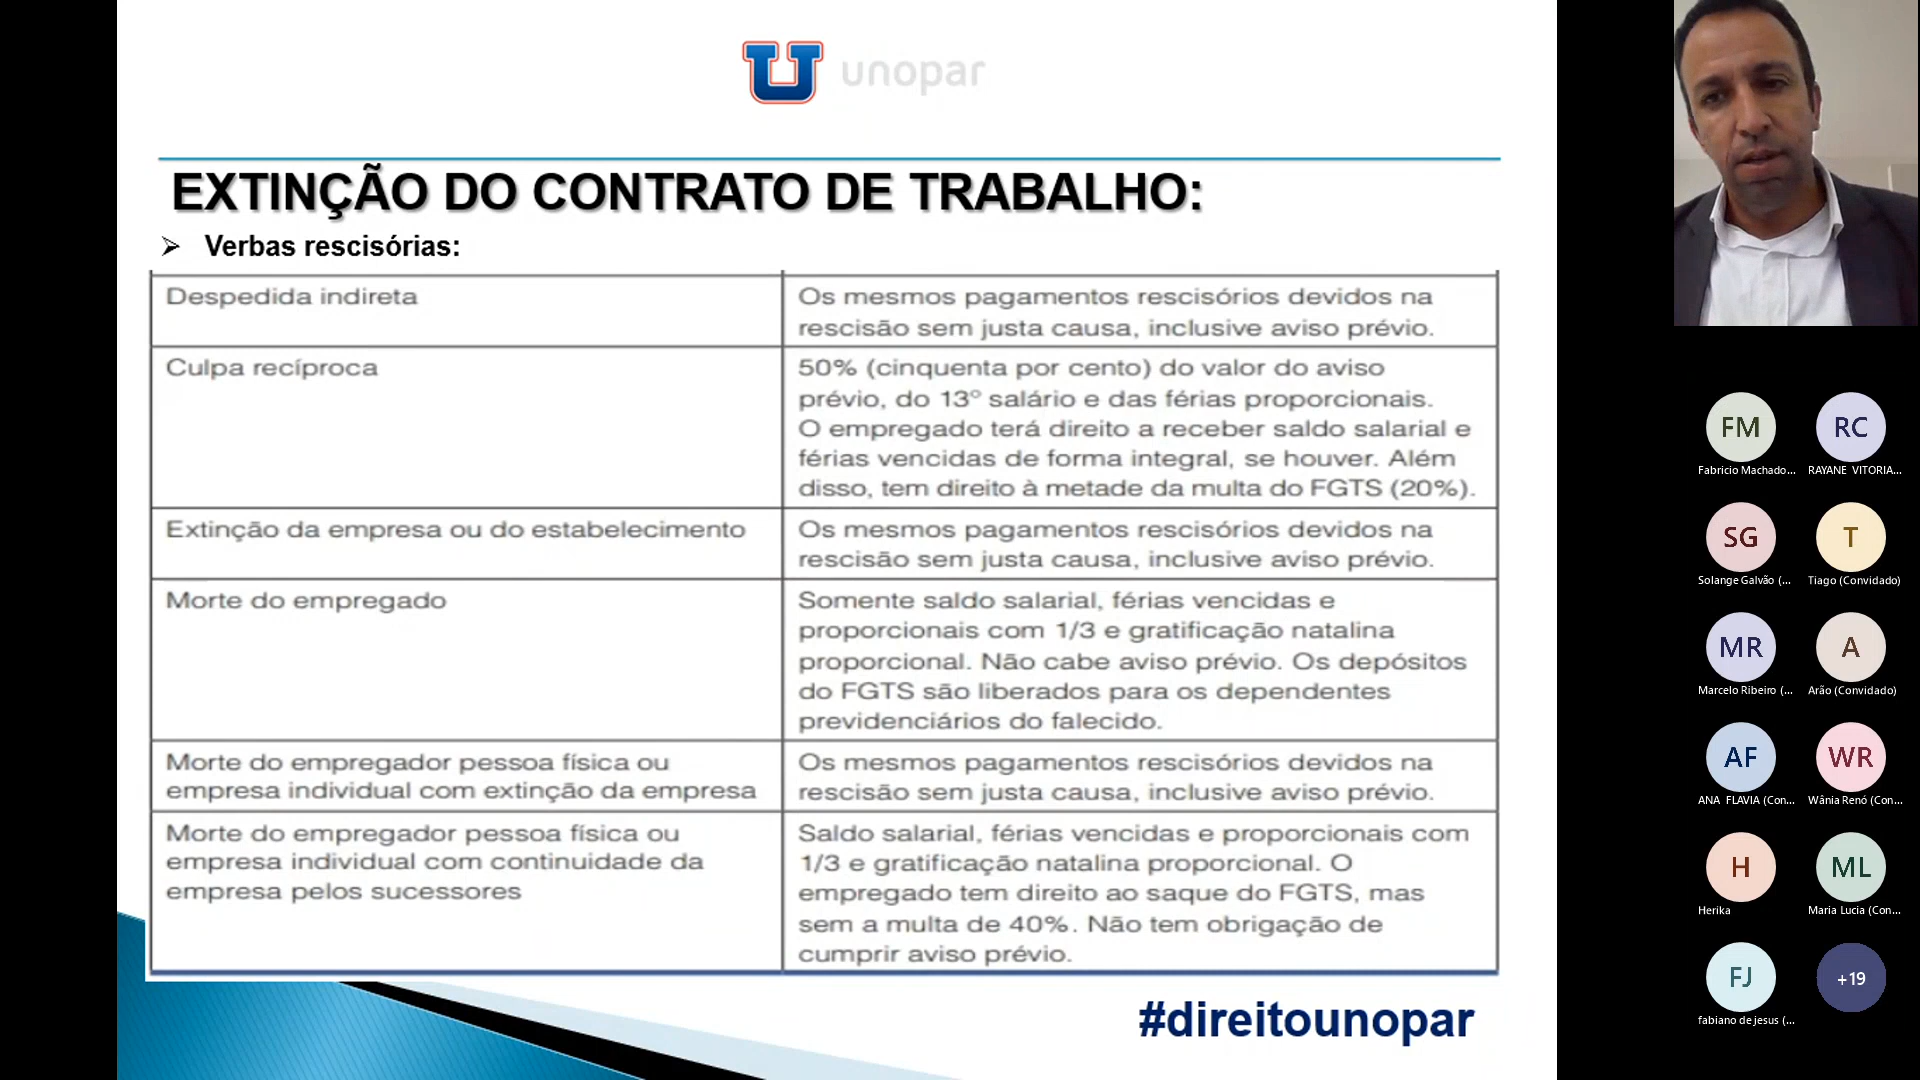 unopar
EXTINÇÃO DO CONTRATO DE TRABALHO:
Verbas rescisórias:
Despedida indireta
Os mesmos pagamentos rescisórios devidos na
rescisão sem justa causa, inclusive aviso prévio.
Culpa recíproca
50% (cinquenta por cento) do valor do aviso
prévio, do 13º salário e das férias proporcionais.
O empregado terá direito a receber saldo salarial e
férias vencidas de forma integral, se houver. Além
disso, tem direito à metade da multa do FGTS (20%).
Extinção da empresa ou do estabelecimento
Os mesmos pagamentos rescisórios devidos na
rescisão sem justa causa, inclusive aviso prévio.
Morte do empregado
Somente saldo salarial, férias vencidas e
proporcionais com 1/3 e gratificação natalina
proporcional. Não cabe aviso prévio. Os depósitos
do FGTS são liberados para os dependentes
previdenciários do falecido.
Morte do empregador pessoa física ou
empresa individual com extinção da empresa
Os mesmos pagamentos rescisórios devidos na
rescisão sem justa causa, inclusive aviso prévio.
Morte do empregador pessoa física ou
empresa individual com continuidade da
empresa pelos sucessores
Saldo salarial, férias vencidas e proporcionais com
1/3 e gratificação natalina proporcional. O
empregado tem direito ao saque do FGTS, mas
sem a multa de 40%. Não tem obrigação de
cumprir aviso prévio.
#direitounopar
FM
Fabricio Machado...
RC
RAYANE VITORIA...
SG
Solange Galvão (...
T
Tiago (Convidado)
MR
Marcelo Ribeiro (...
A
Arão (Convidado)
AF
ANA FLAVIA (Con...
WR
Wânia Renó (Con...
H
Herika
ML
Maria Lucia (Con...
FJ
fabiano de jesus (...
+19